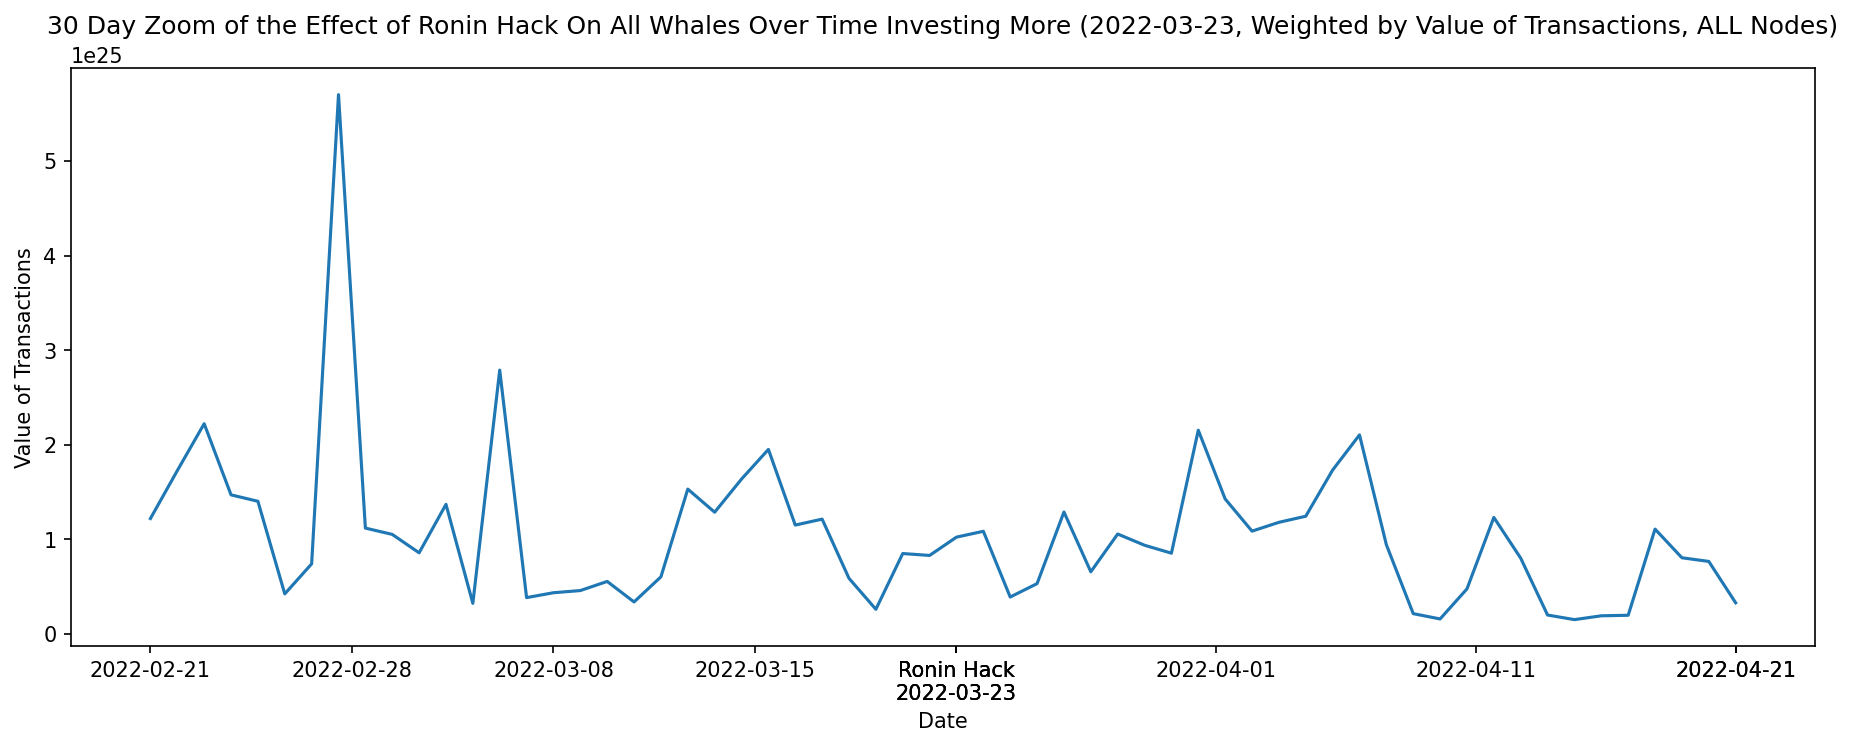 30 Day Zoom of the Effect of Ronin Hack On All Whales Over Time Investing More (2022-03-23, Weighted by Value of Transactions, ALL Nodes)
1e25
5
4
3
2
1
0
Value of Transactions
2022-02-21 2022-02-28 2022-03-08 2022-03-15 Ronin Hack 2022-04-01 2022-04-11 2022-04-21
2022-03-23
Date